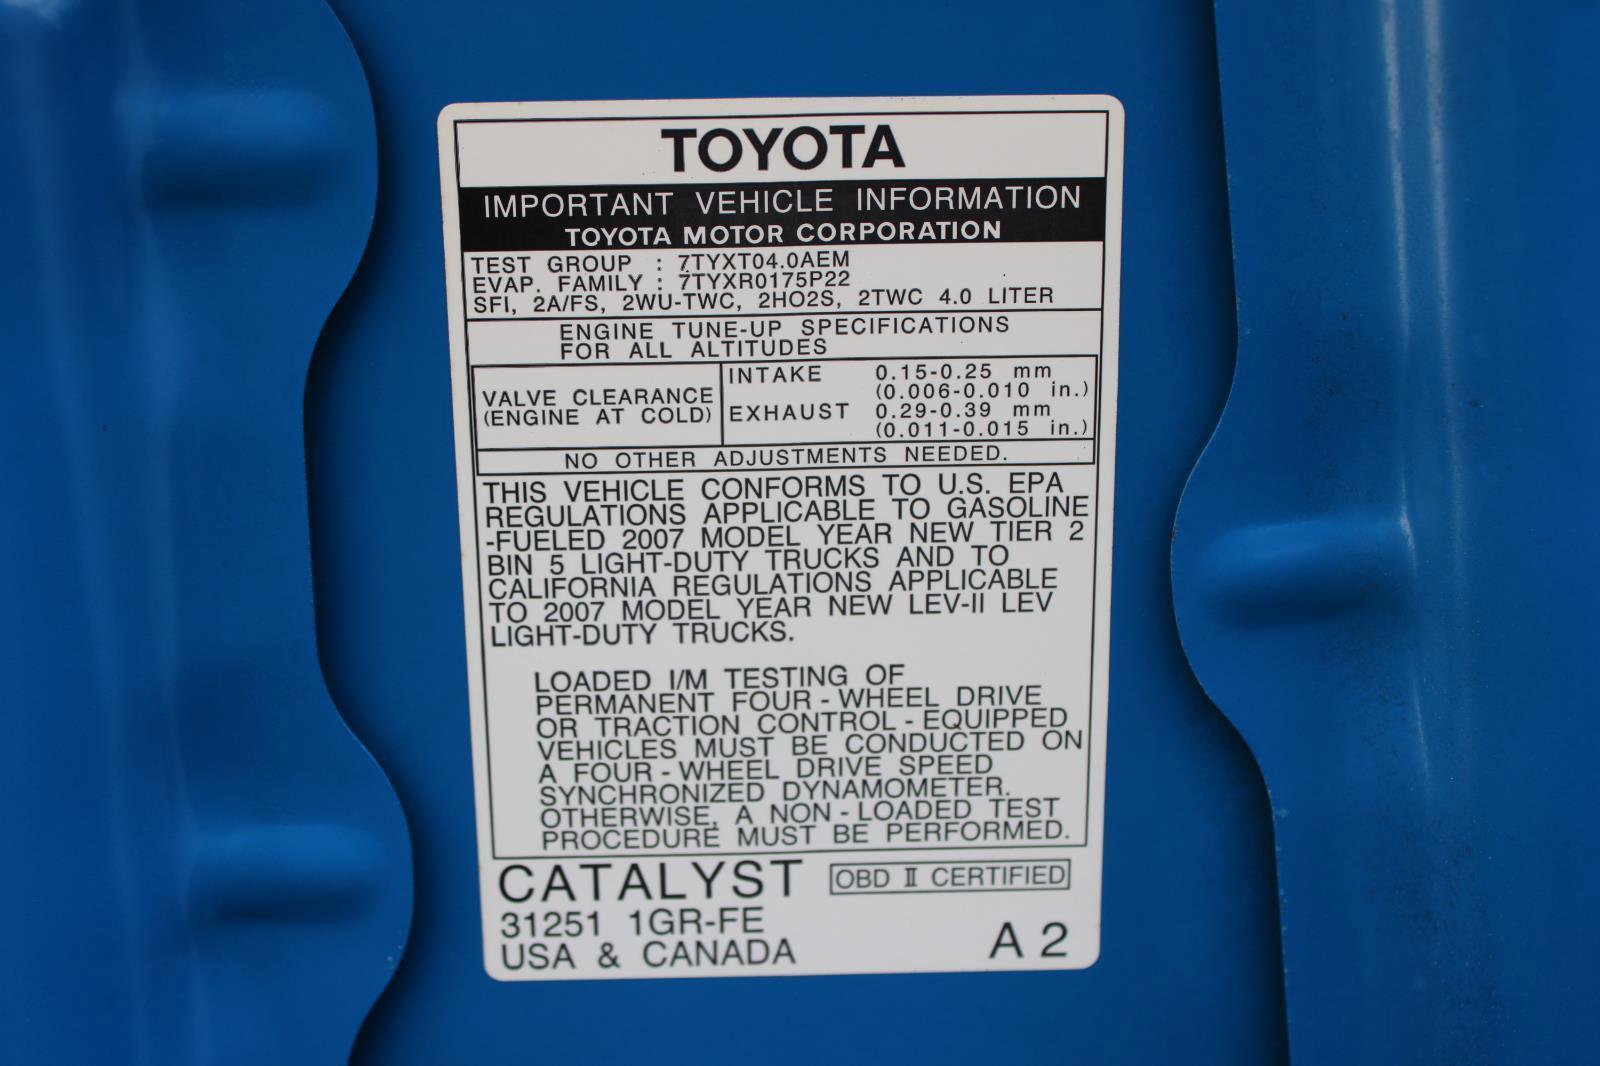 TOYOTA
IMPORTANT VEHICLE INFORMATION
TOYOTA MOTOR CORPORATION
TEST GROUP : 7TYXT04.0AEM
EVAP. FAMILY : 7TYXR0175P22
SFI, 2A/FS, 2WU-TWC, 2HO2S, 2TWC 4.0 LITER
ENGINE TUNE-UP SPECIFICATIONS
FOR ALL ALTITUDES
VALVE CLEARANCE
(ENGINE AT COLD)
INTAKE 0.15-0.25 mm
(0.006-0.010 in.)
EXHAUST 0.29-0.39 mm
(0.011-0.015 in.)
NO OTHER ADJUSTMENTS NEEDED.
THIS VEHICLE CONFORMS TO U.S. EPA
REGULATIONS APPLICABLE TO GASOLINE
-FUELED 2007 MODEL YEAR NEW TIER 2
BIN 5 LIGHT-DUTY TRUCKS AND TO
CALIFORNIA REGULATIONS APPLICABLE
TO 2007 MODEL YEAR NEW LEV-II LEV
LIGHT-DUTY TRUCKS.
LOADED I/M TESTING OF
PERMANENT FOUR-WHEEL DRIVE
OR TRACTION CONTROL-EQUIPPED
VEHICLES MUST BE CONDUCTED ON
A FOUR-WHEEL DRIVE SPEED
SYNCHRONIZED DYNAMOMETER.
OTHERWISE, A NON-LOADED TEST
PROCEDURE MUST BE PERFORMED.
CATALYST OBD II CERTIFIED
31251 1GR-FE
USA & CANADA A2